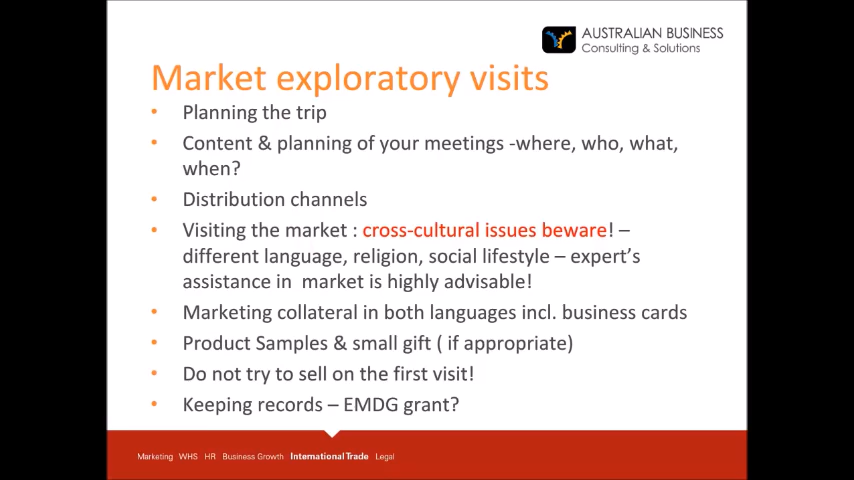 AUSTRALIAN BUSINESS
Consulting & Solutions
Market exploratory visits
• Planning the trip
• Content & planning of your meetings -where, who, what,
when?
• Distribution channels
• Visiting the market : cross-cultural issues beware! –
different language, religion, social lifestyle – expert's
assistance in  market is highly advisable!
• Marketing collateral in both languages incl. business cards
• Product Samples & small gift ( if appropriate)
• Do not try to sell on the first visit!
• Keeping records – EMDG grant?
Marketing WHS HR Business Growth International Trade Legal